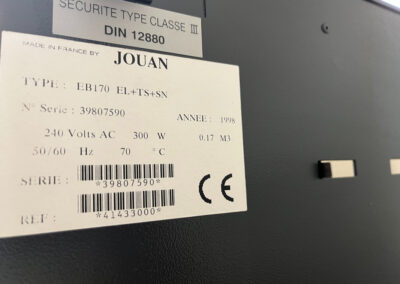 SECURITE TYPE CLASSE III
DIN 12880
MADE IN FRANCE BY JOUAN
TYPE : EB170 EL+TS+SN
N° Serie : 39807590 ANNEE : 1998
240 Volts AC 300 W 0.17 M3
50/60 Hz 70 °C
SERIE : *39807590*
CE
REF : *41433000*